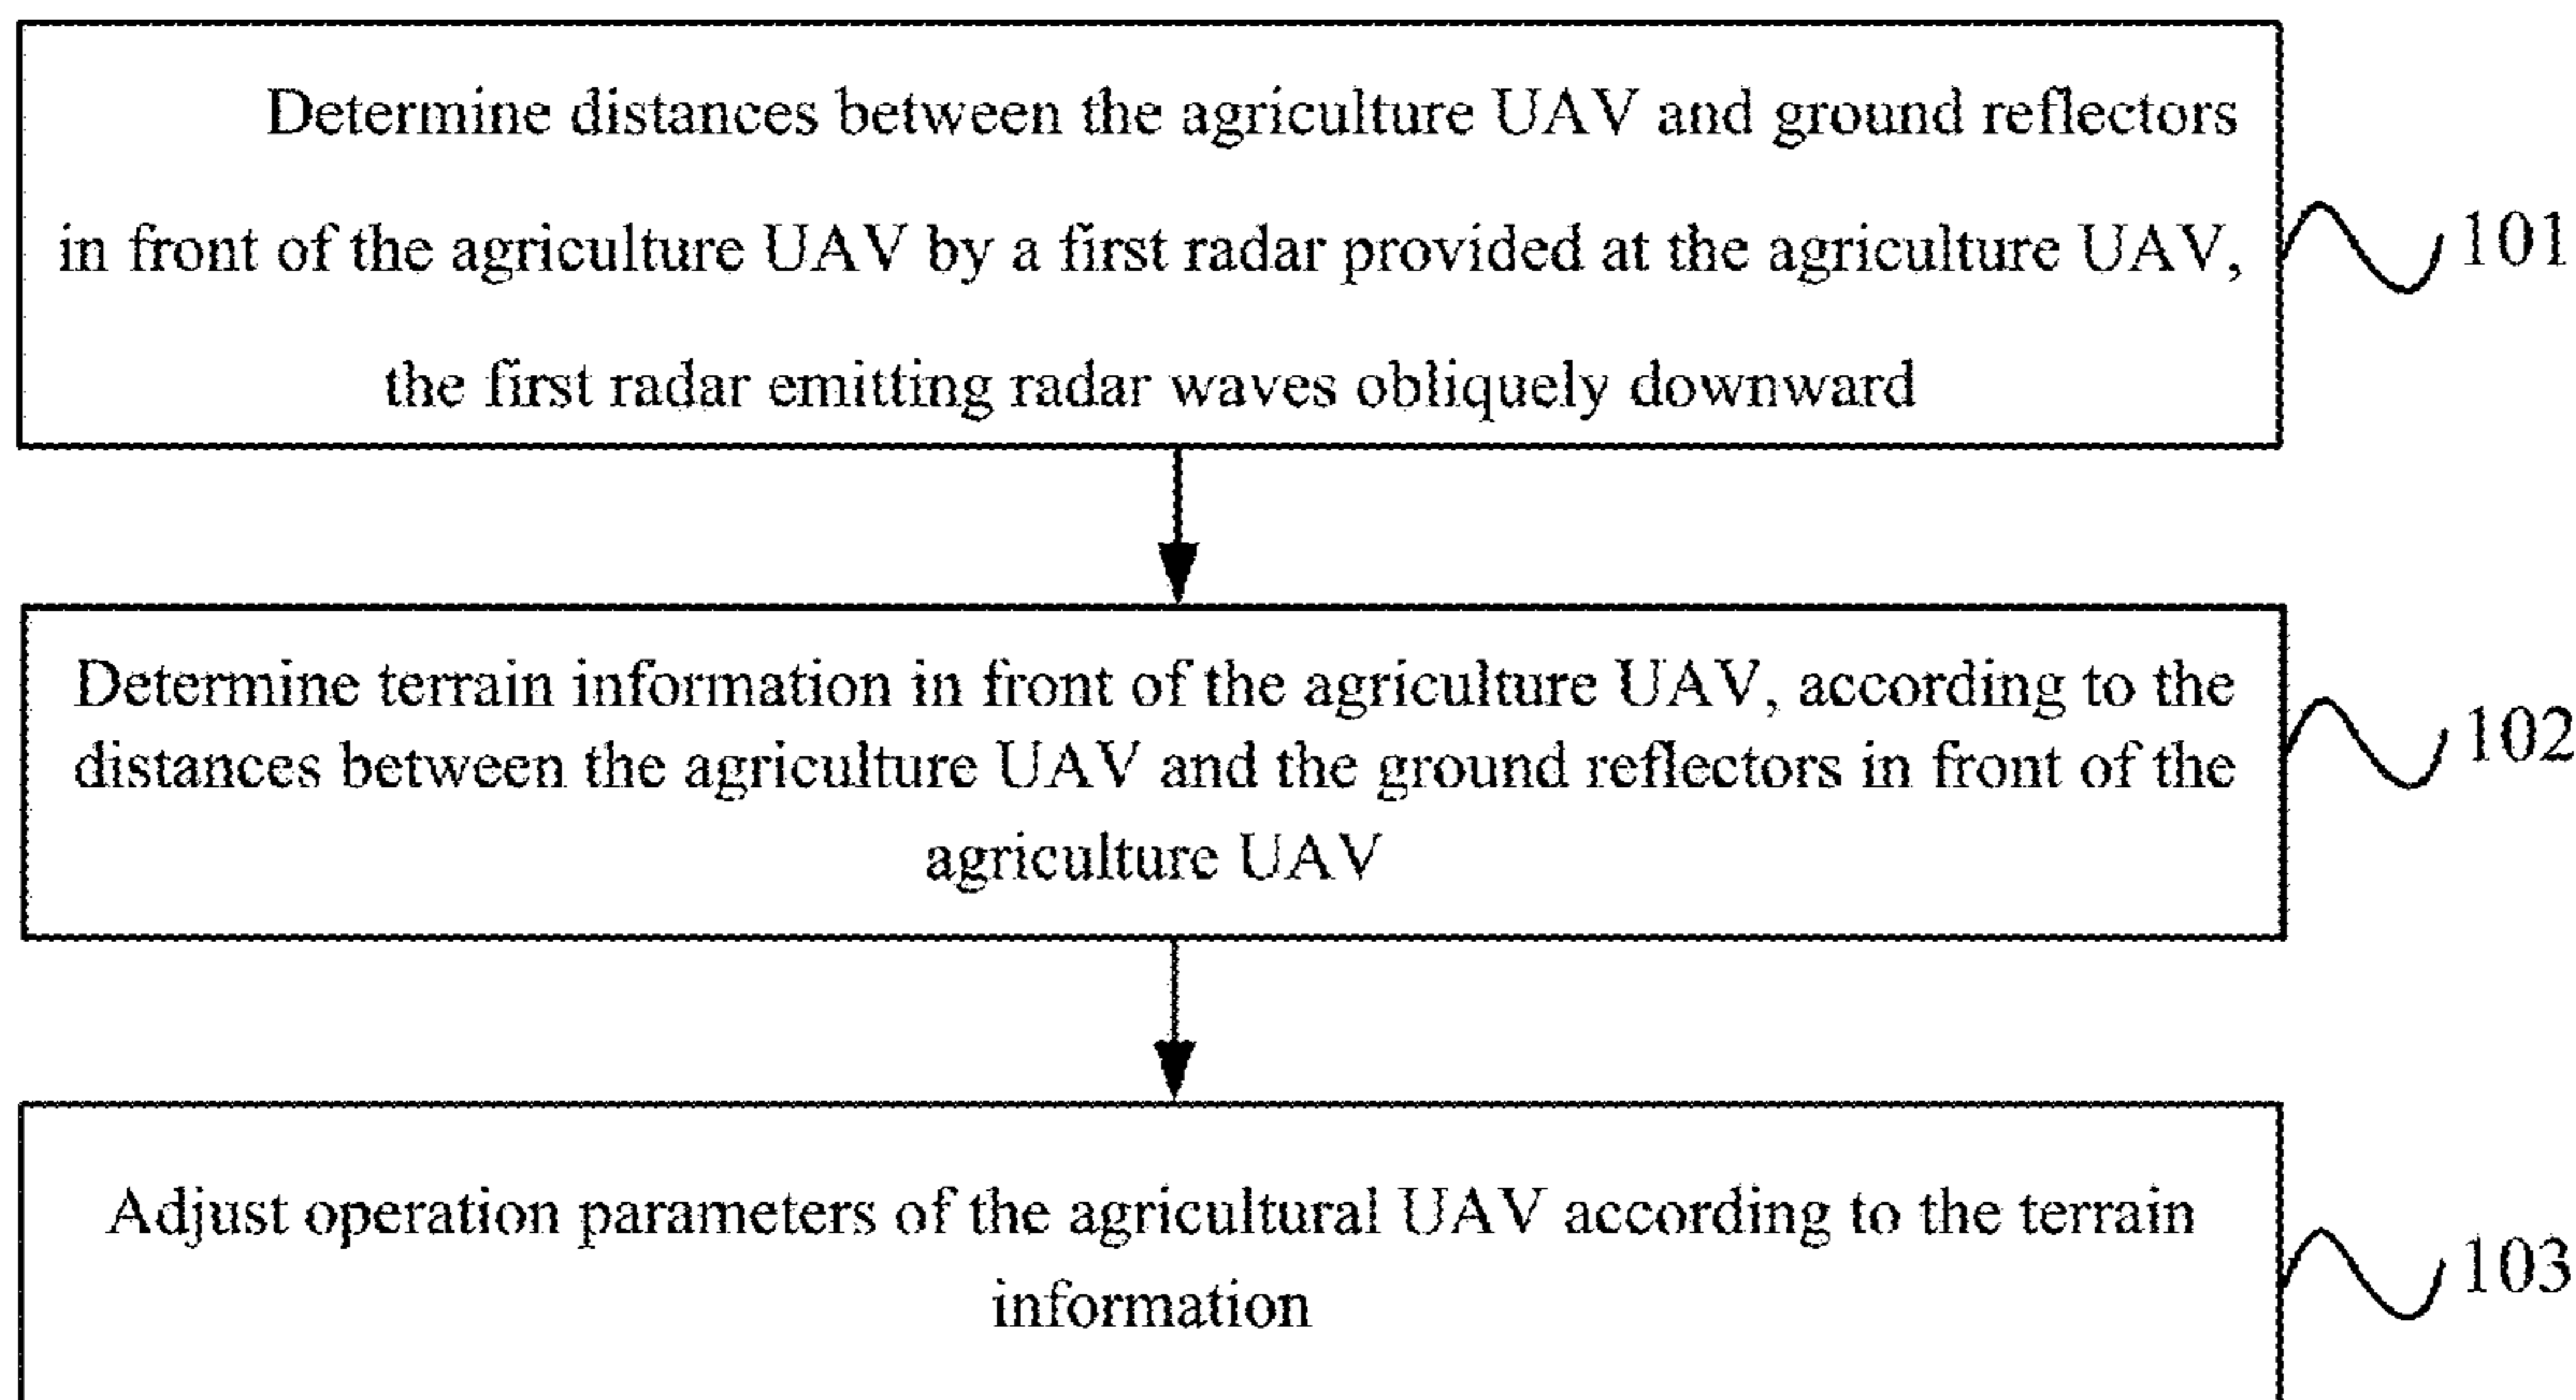 Determine distances between the agriculture UAV and ground reflectors
in front of the agriculture UAV by a first radar provided at the agriculture UAV,
the first radar emitting radar waves obliquely downward
101
Determine terrain information in front of the agriculture UAV, according to the
distances between the agriculture UAV and the ground reflectors in front of the
agriculture UAV
102
Adjust operation parameters of the agricultural UAV according to the terrain
information
103